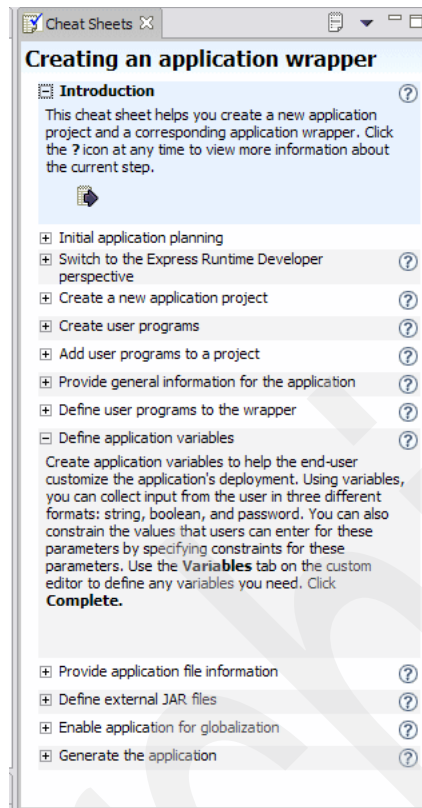 Cheat Sheets
Creating an application wrapper
Introduction
This cheat sheet helps you create a new application
project and a corresponding application wrapper. Click
the ? icon at any time to view more information about
the current step.
Initial application planning
Switch to the Express Runtime Developer
perspective
Create a new application project
Create user programs
Add user programs to a project
Provide general information for the application
Define user programs to the wrapper
Define application variables
Create application variables to help the end-user
customize the application's deployment. Using variables,
you can collect input from the user in three different
formats: string, boolean, and password. You can also
constrain the values that users can enter for these
parameters by specifying constraints for these
parameters. Use the Variables tab on the custom
editor to define any variables you need. Click
Complete.
Provide application file information
Define external JAR files
Enable application for globalization
Generate the application